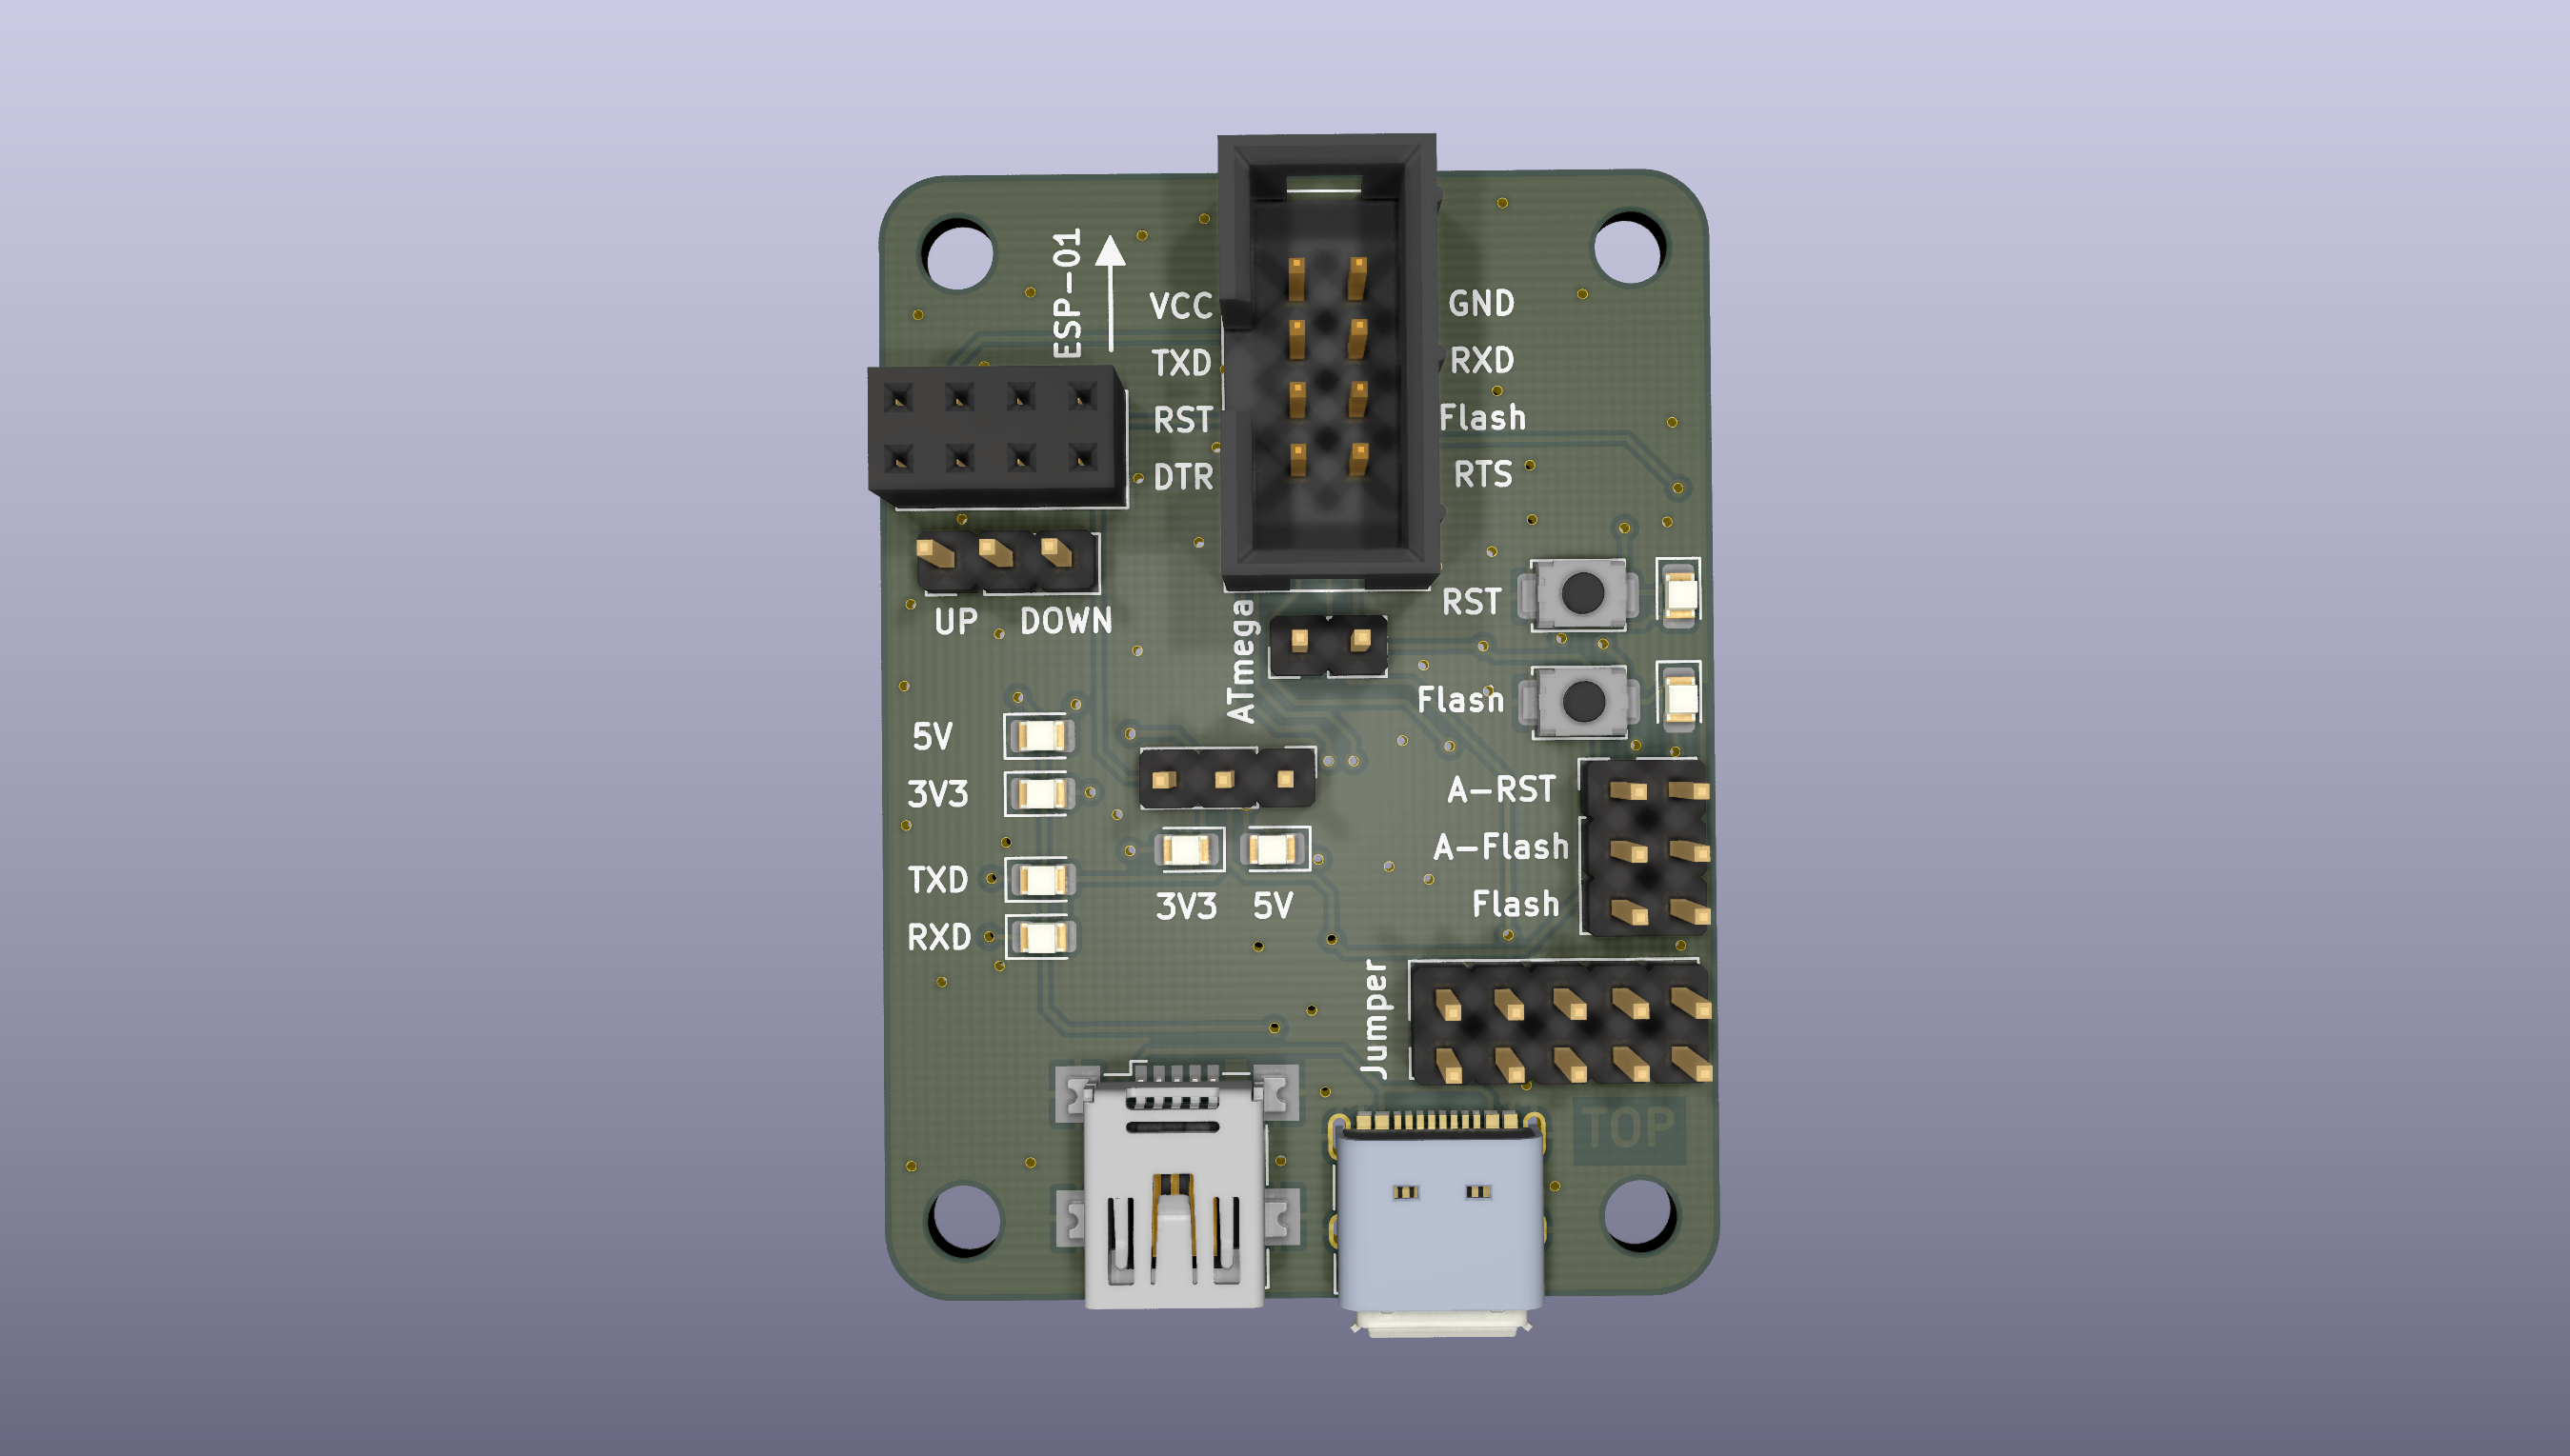 ESP-01
VCC
GND
TXD
RXD
RST
Flash
DTR
RTS
UP
DOWN
ATmega
RST
Flash
5V
3V3
A-RST
A-Flash
Flash
TXD
RXD
3V3
5V
Jumper
TOP